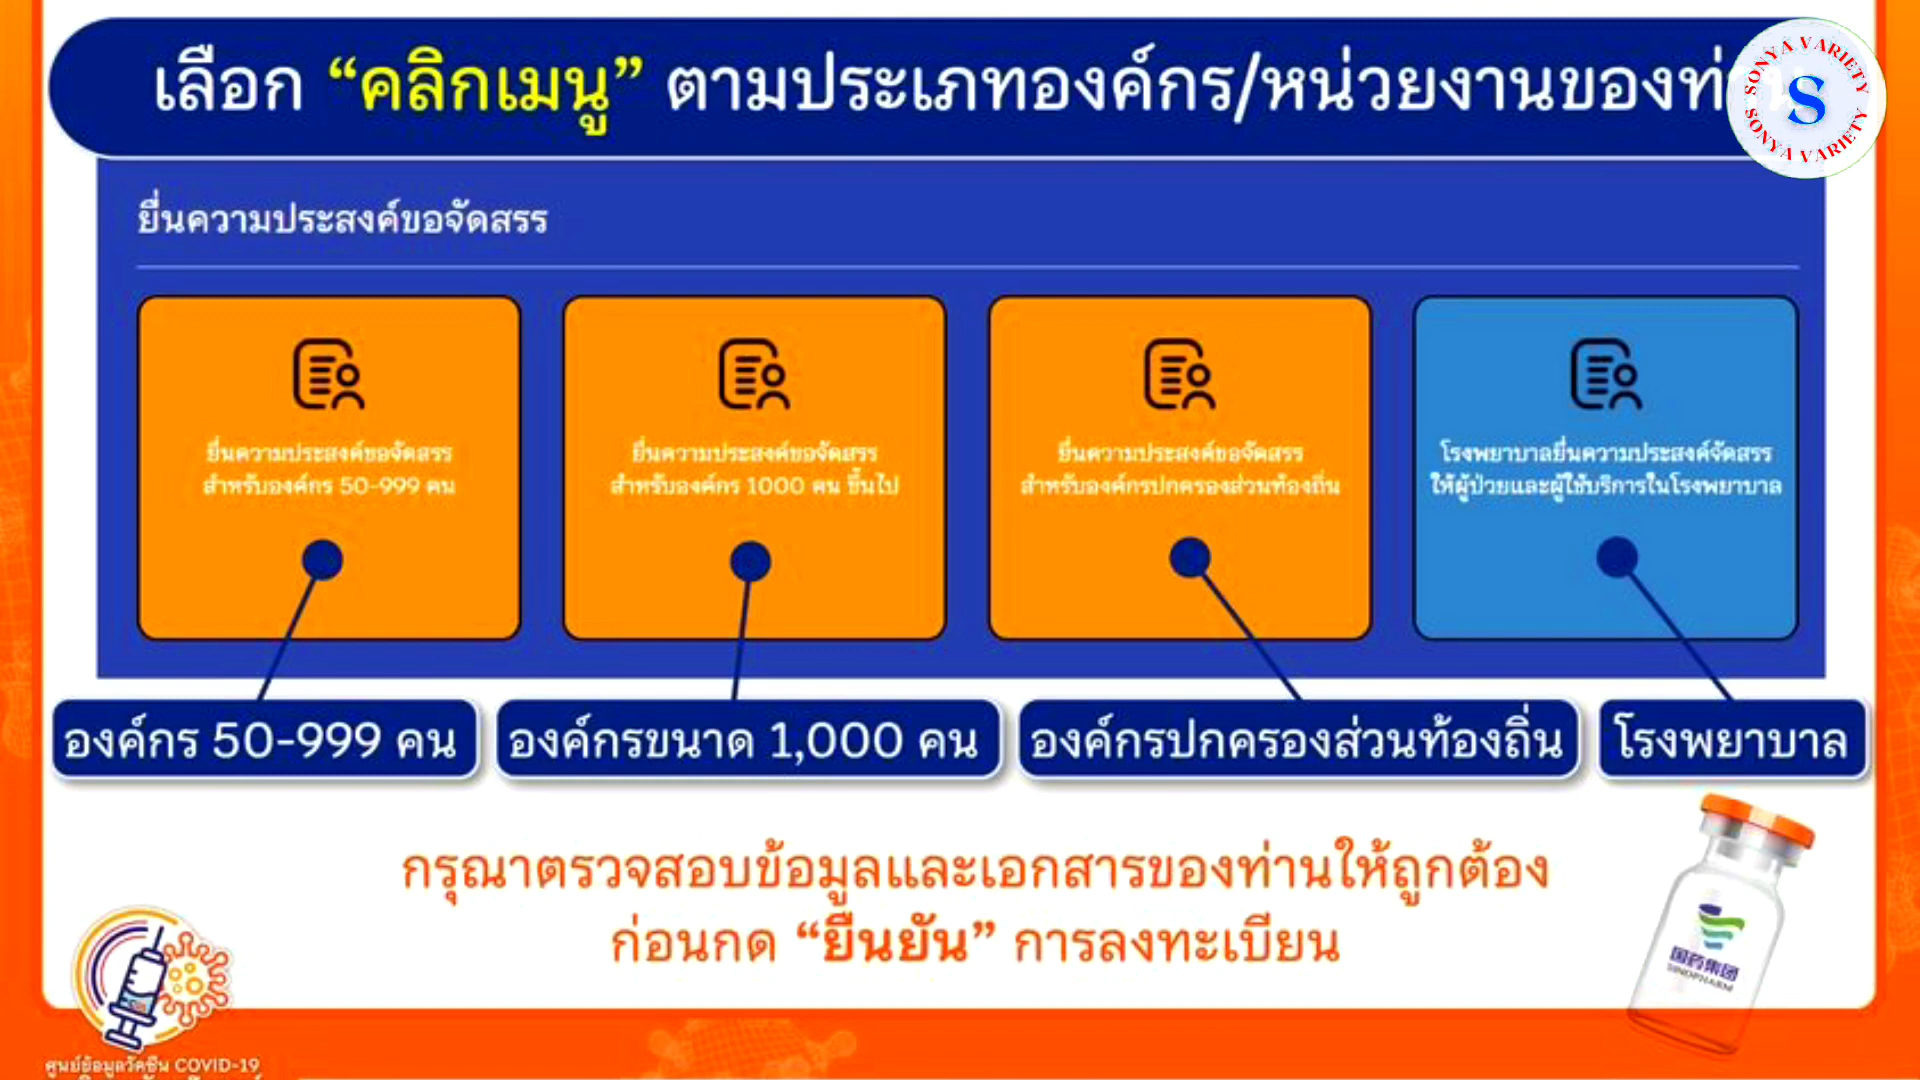 เลือก “คลิกเมนู” ตามประเภทองค์กร/หน่วยงานของท่าน
SONYA VARIETY
S
SONYA VARIETY
ยื่นความประสงค์ขอจัดสรร
ยื่นความประสงค์ขอจัดสรร
สำหรับองค์กร 50-999 คน
ยื่นความประสงค์ขอจัดสรร
สำหรับองค์กร 1000 คน ขึ้นไป
ยื่นความประสงค์ขอจัดสรร
สำหรับองค์กรปกครองส่วนท้องถิ่น
โรงพยาบาลยื่นความประสงค์จัดสรร
ให้ผู้ป่วยและผู้ใช้บริการในโรงพยาบาล
องค์กร 50-999 คน
องค์กรขนาด 1,000 คน
องค์กรปกครองส่วนท้องถิ่น
โรงพยาบาล
กรุณาตรวจสอบข้อมูลและเอกสารของท่านให้ถูกต้อง
ก่อนกด “ยืนยัน” การลงทะเบียน
国药集团
SINOPHARM
ศูนย์ข้อมูลวัคซีน COVID-19